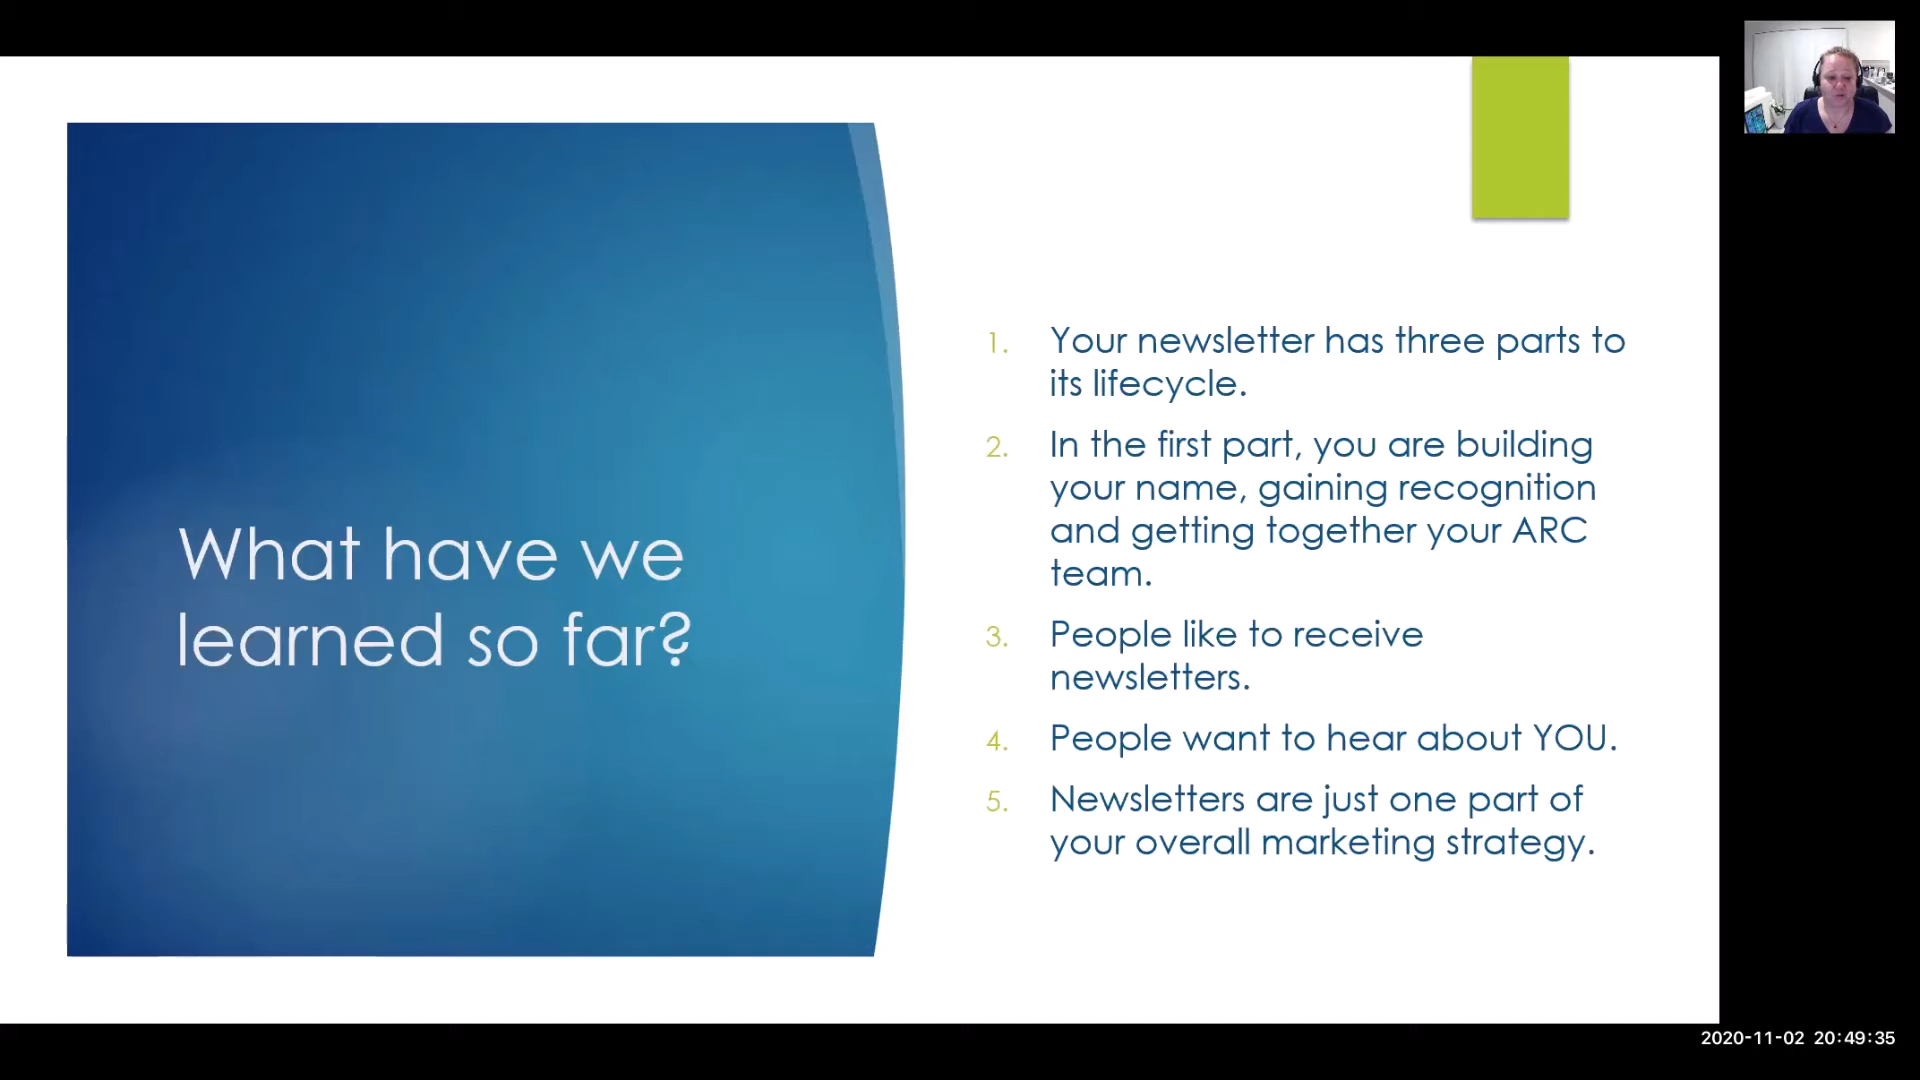 What have we
learned so far?
1. Your newsletter has three parts to
its lifecycle.
2. In the first part, you are building
your name, gaining recognition
and getting together your ARC
team.
3. People like to receive
newsletters.
4. People want to hear about YOU.
5. Newsletters are just one part of
your overall marketing strategy.
2020-11-02 20:49:35